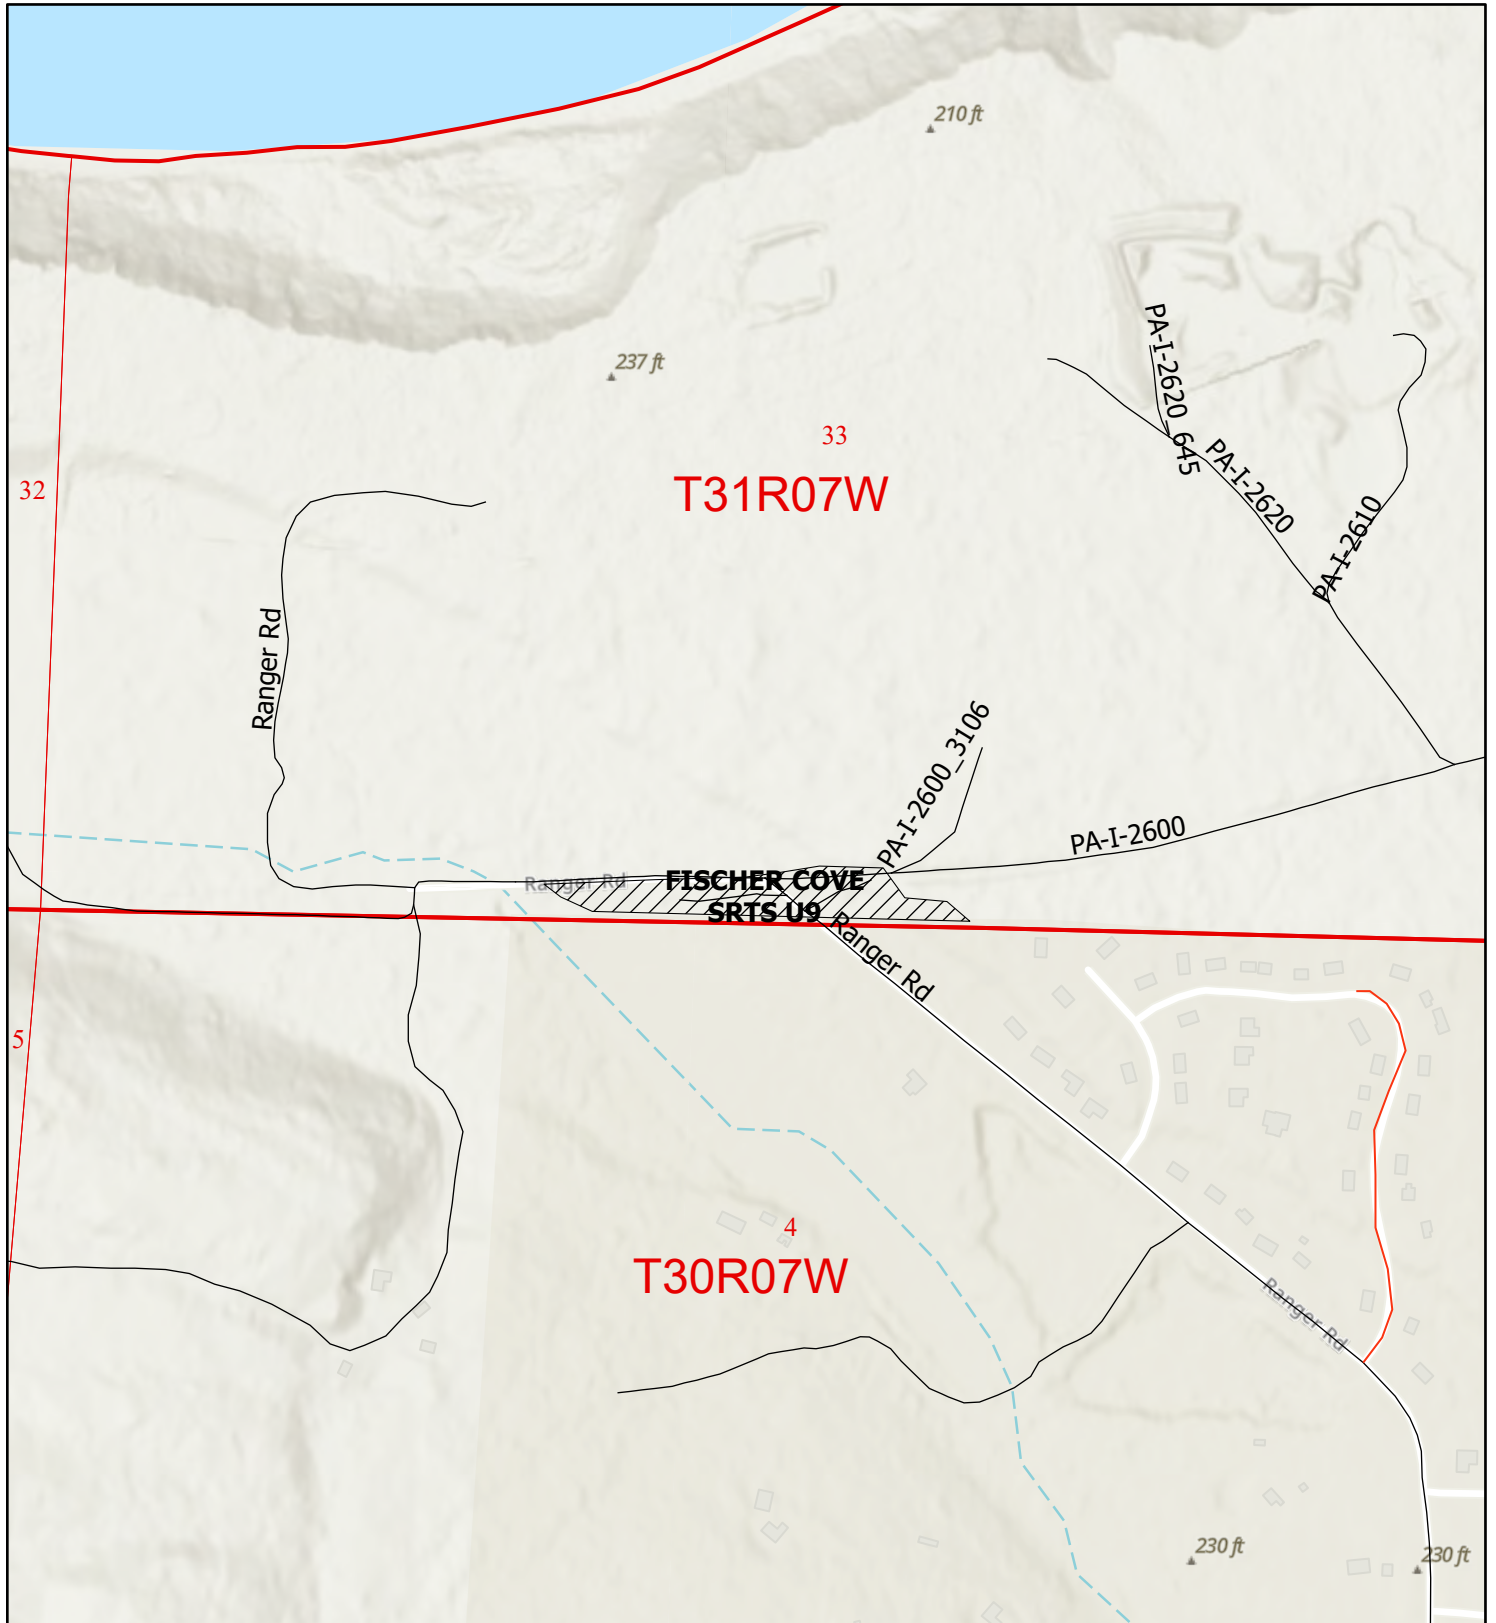 210 ft
237 ft
PA-I-2620_645
33
PA-I-2620
32
T31R07W
PA-I-2610
Ranger Rd
PA-I-2600_3106
PA-I-2600
Ranger Rd
FISCHER COVE
SRTS U9
Ranger Rd
5
4
T30R07W
Ranger Rd
230 ft
230 ft